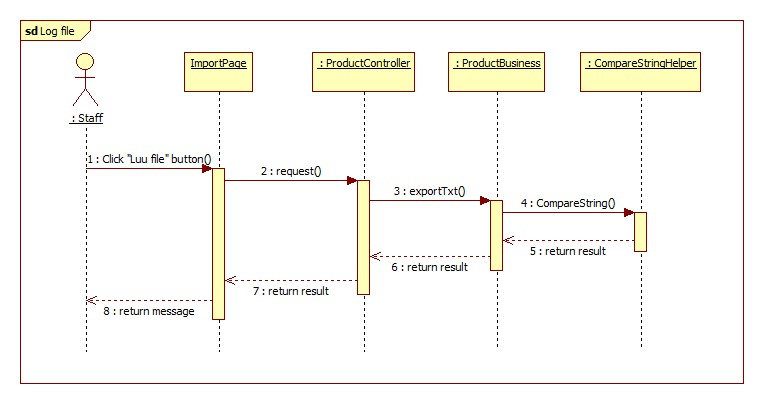 sd Log file
ImportPage
: ProductController
: ProductBusiness
: CompareStringHelper
: Staff
1 : Click "Luu file" button()
2 : request()
3 : exportTxt()
4 : CompareString()
5 : return result
6 : return result
7 : return result
8 : return message